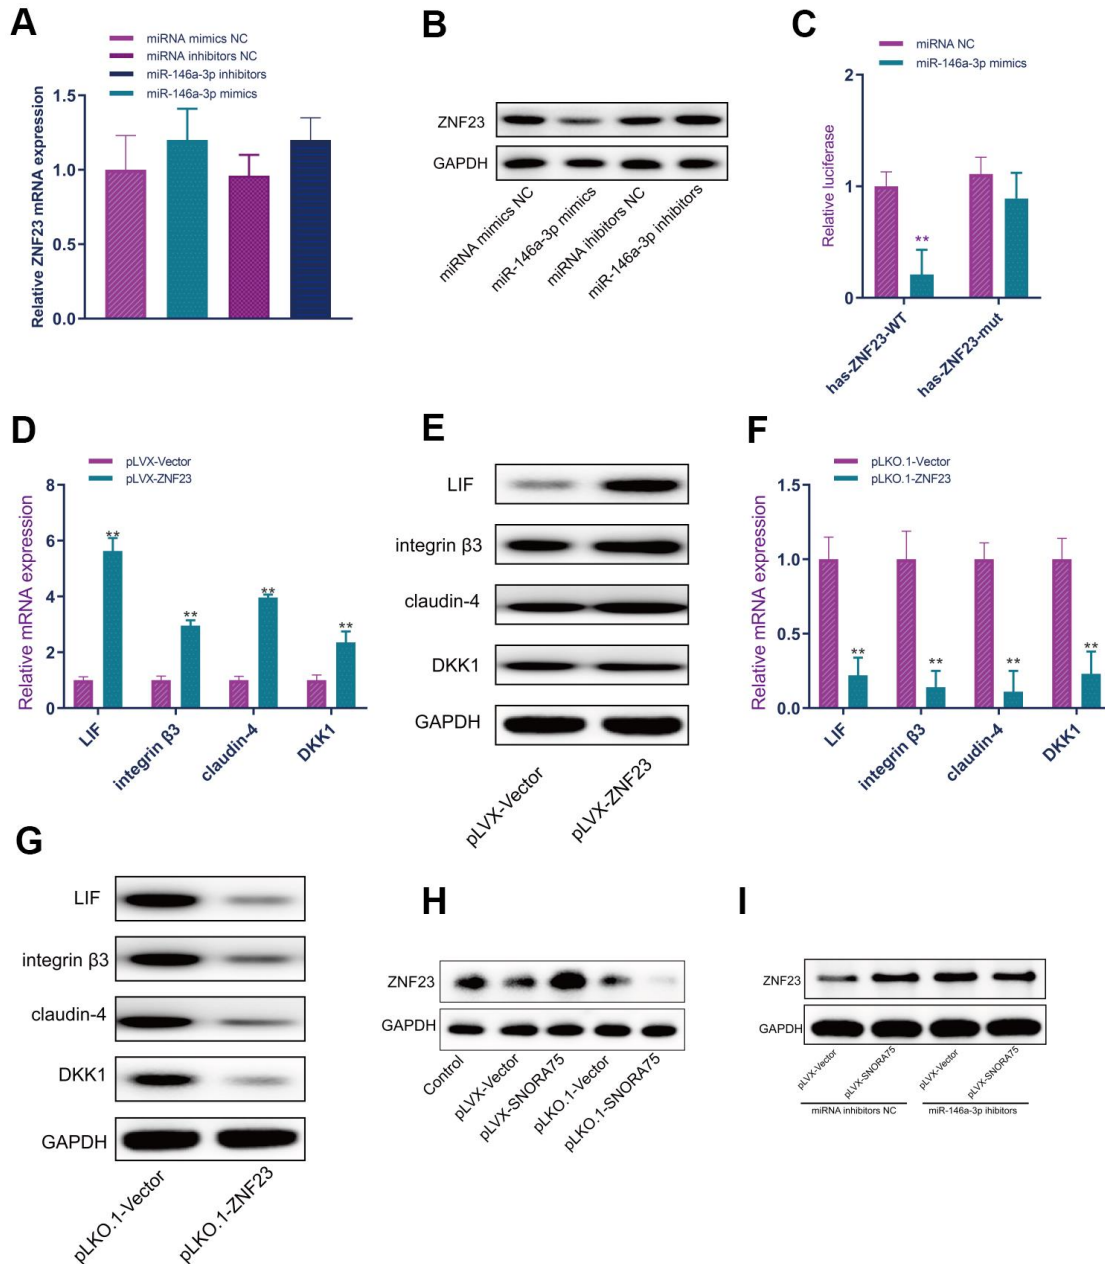 A
miRNA mimics NC
miRNA inhibitors NC
miR-146a-3p inhibitors
miR-146a-3p mimics
Relative ZNF23 mRNA expression
1.5
1.0
0.5
0.0
B
ZNF23
GAPDH
miRNA mimics NC
miR-146a-3p mimics
miRNA ihibitors NC
miR-146a-3p inhibitors
C
miRNA NC
miR-146a-3p mimics
Relative luciferase
2
1
0
**
has-ZNF23-WT
has-ZNF23-mut
D
pLVX-Vector
pLVX-ZNF23
Relative mRNA expression
8
6
4
2
0
**
**
**
**
LIF
integrin β3
claudin-4
DKK1
E
LIF
integrin β3
claudin-4
DKK1
GAPDH
pLVX-Vector
pLVX-ZNF23
F
pLKO.1-Vector
pLKO.1-ZNF23
Relative mRNA expression
1.5
1.0
0.5
0.0
**
**
**
**
LIF
integrin β3
claudin-4
DKK1
G
LIF
integrin β3
claudin-4
DKK1
GAPDH
pLKO.1-Vector
pLKO.1-ZNF23
H
ZNF23
GAPDH
Control
pLVX-Vector
pLVX-SNORA75
pLKO.1-Vector
pLKO.1-SNORA75
I
ZNF23
GAPDH
pLVX-Vector
pLVX-SNORA75
pLVX-Vector
pLVX-SNORA75
miRNA inhibitors NC
miR-146a-3p ihibitors